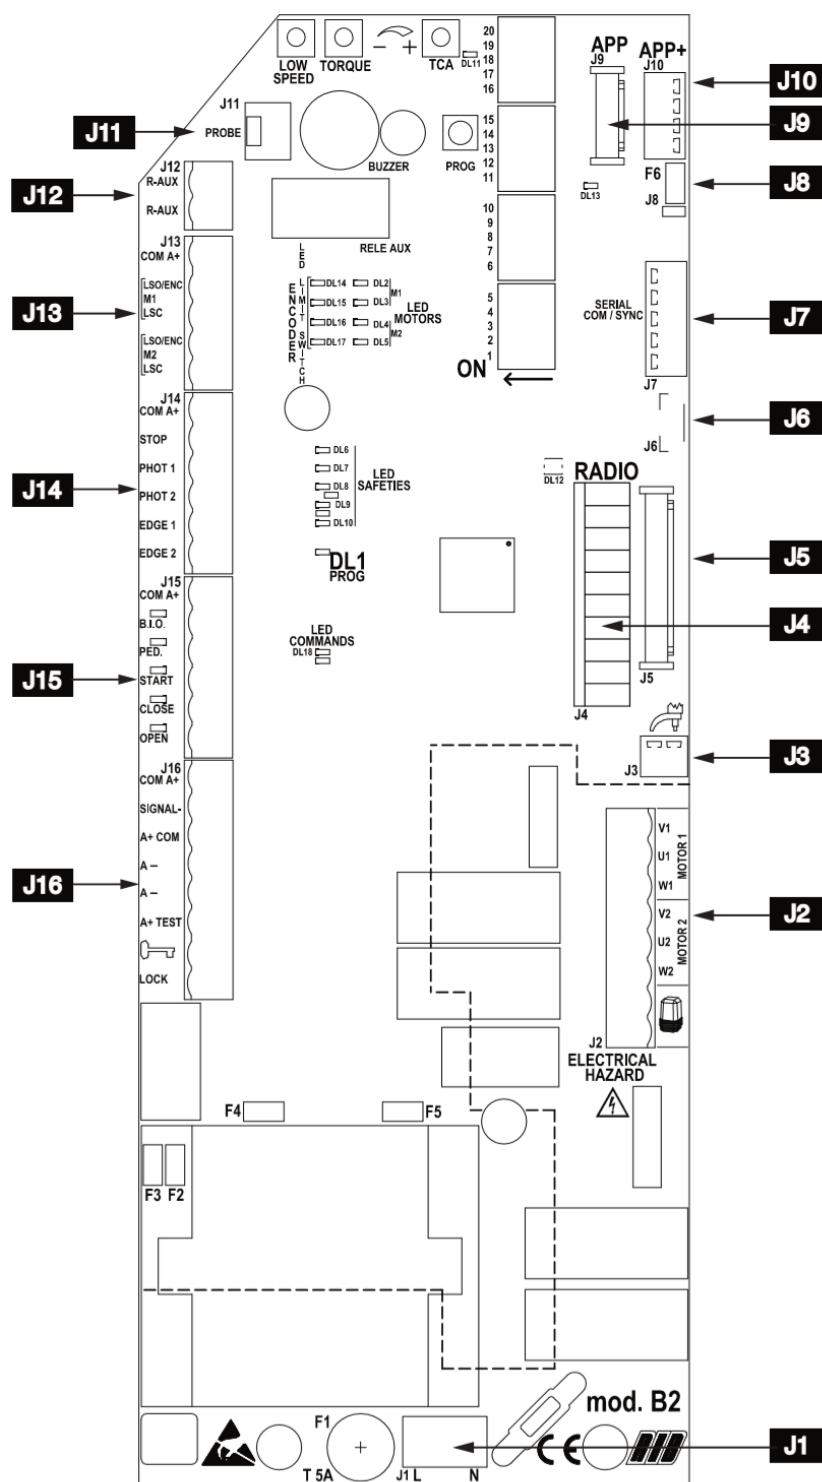 LOW SPEED
TORQUE
− +
TCA
DL11
20
19
18
17
16
APP
J9
APP+
J10
J10
J9
J11
J11
PROBE
BUZZER
PROG
15
14
13
12
11
F6
J8
J8
DL13
J12
J12
R-AUX
R-AUX
RELE AUX
10
9
8
7
6
J13
J13
COM A+
LSO/ENC
M1
LSC
LSO/ENC
M2
LSC
LED LIMIT SWITCH
ENCODER
DL14
DL15
DL16
DL17
DL2
DL3
DL4
DL5
M1
M2
LED MOTORS
5
4
3
2
1
ON
SERIAL
COM / SYNC
J7
J7
J6
J6
J14
J14
COM A+
STOP
PHOT 1
PHOT 2
EDGE 1
EDGE 2
DL6
DL7
DL8
DL9
DL10
LED SAFETIES
DL1
PROG
DL12
RADIO
J5
J5
J4
J4
J15
J15
COM A+
B.I.O.
PED.
START
CLOSE
OPEN
LED COMMANDS
DL18
J3
J3
J16
J16
COM A+
SIGNAL-
A+ COM
A −
A −
A+ TEST
LOCK
V1
U1
W1
MOTOR 1
V2
U2
W2
MOTOR 2
J2
J2
ELECTRICAL
HAZARD
F4
F5
F3
F2
mod. B2
F1
T 5A
J1
L
N
CE
J1